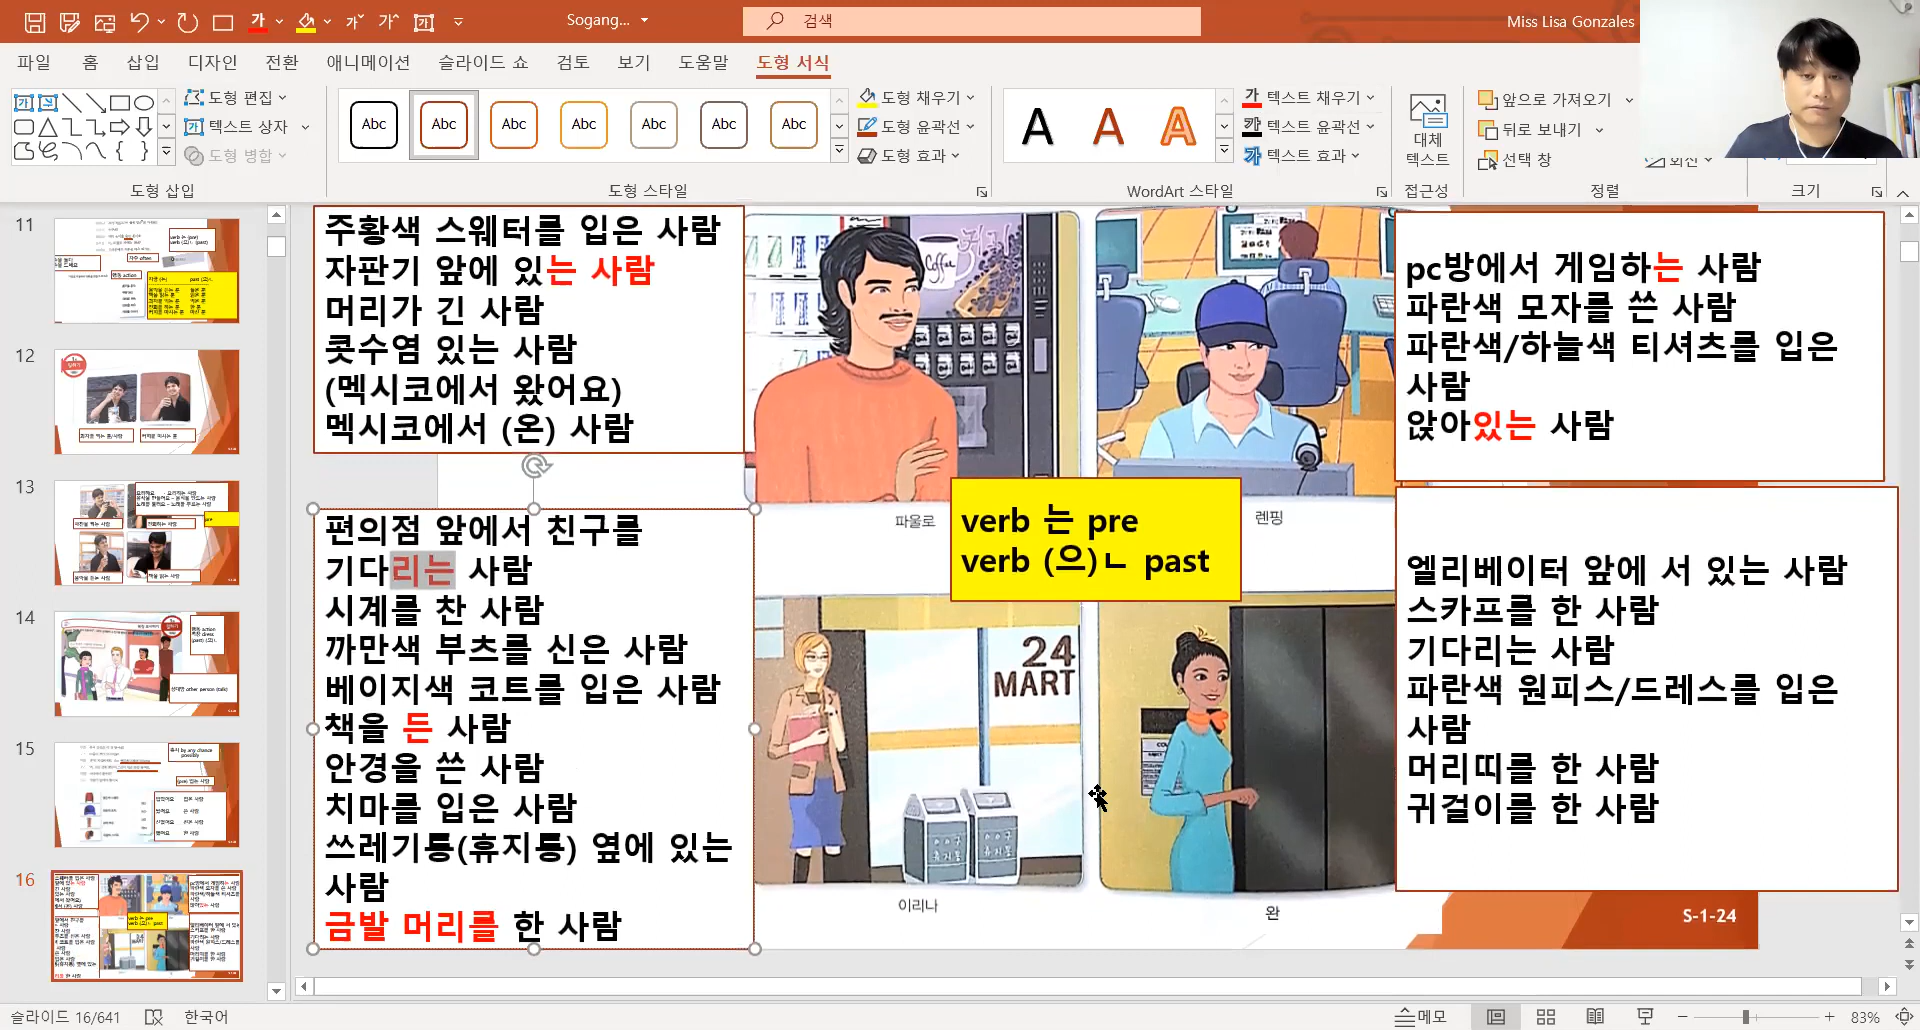 Sogang...
검색
Miss Lisa Gonzales
파일 홈 삽입 디자인 전환 애니메이션 슬라이드 쇼 검토 보기 도움말 도형 서식
도형 편집
텍스트 상자
도형 병합
도형 삽입
Abc Abc Abc Abc Abc Abc Abc
도형 스타일
도형 채우기
도형 윤곽선
도형 효과
A A A
WordArt 스타일
텍스트 채우기
텍스트 윤곽선
텍스트 효과
대체
텍스트
접근성
앞으로 가져오기
뒤로 보내기
선택 창
회전
정렬
크기
11
12
13
14
15
16
주황색 스웨터를 입은 사람
자판기 앞에 있는 사람
머리가 긴 사람
콧수염 있는 사람
(멕시코에서 왔어요)
멕시코에서 (온) 사람
Coffee
파울로
렌핑
pc방에서 게임하는 사람
파란색 모자를 쓴 사람
파란색/하늘색 티셔츠를 입은
사람
앉아있는 사람
verb 는 pre
verb (으)ㄴ past
편의점 앞에서 친구를
기다리는 사람
시계를 찬 사람
까만색 부츠를 신은 사람
베이지색 코트를 입은 사람
책을 든 사람
안경을 쓴 사람
치마를 입은 사람
쓰레기통(휴지통) 옆에 있는
사람
금발 머리를 한 사람
24
MART
휴지통
휴지통
이리나
완
엘리베이터 앞에 서 있는 사람
스카프를 한 사람
기다리는 사람
파란색 원피스/드레스를 입은
사람
머리띠를 한 사람
귀걸이를 한 사람
S-1-24
슬라이드 16/641
한국어
메모
83%